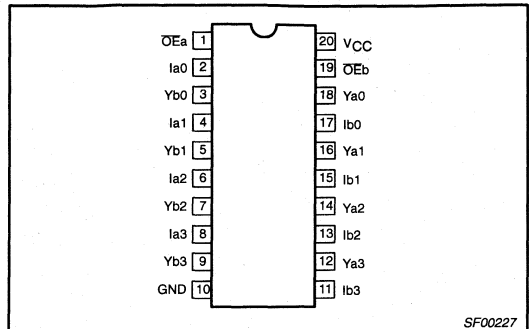 O̅E̅a 1 20 VCC
Ia0 2 19 O̅E̅b
Yb0 3 18 Ya0
Ia1 4 17 Ib0
Yb1 5 16 Ya1
Ia2 6 15 Ib1
Yb2 7 14 Ya2
Ia3 8 13 Ib2
Yb3 9 12 Ya3
GND 10 11 Ib3
SF00227